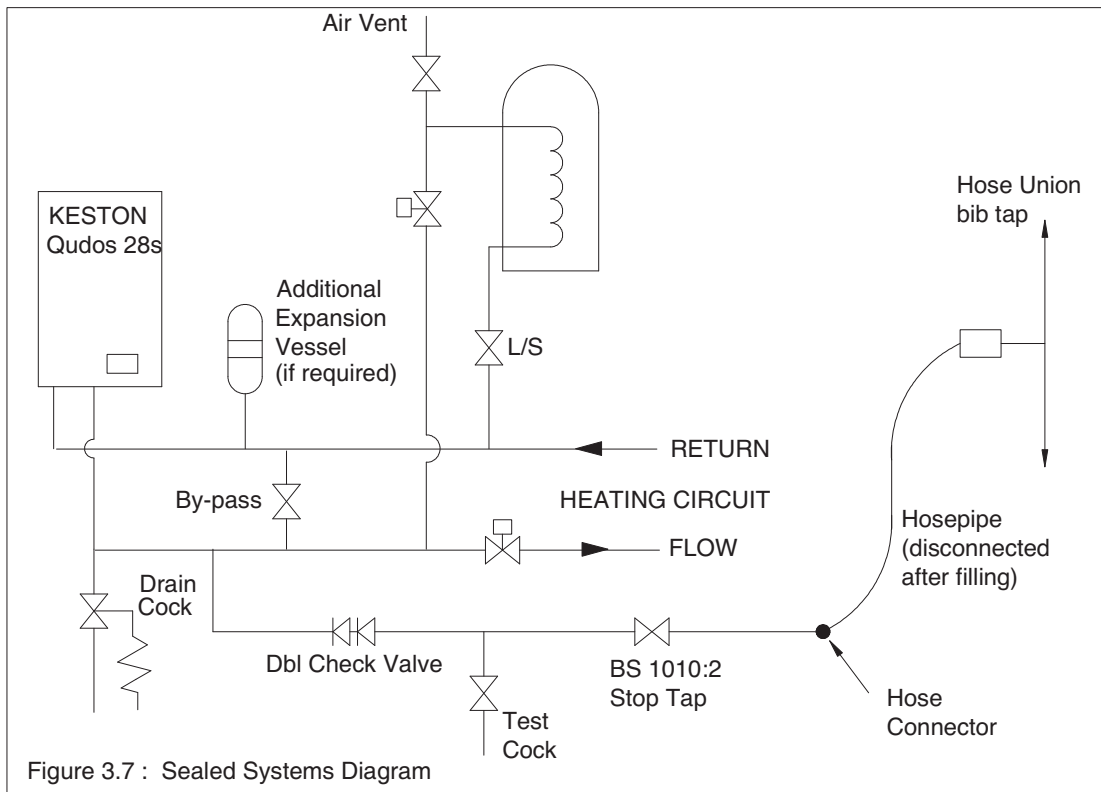 Air Vent
KESTON
Qudos 28s
Additional
Expansion
Vessel
(if required)
L/S
Hose Union
bib tap
RETURN
By-pass
HEATING CIRCUIT
FLOW
Hosepipe
(disconnected
after filling)
Drain
Cock
Dbl Check Valve
BS 1010:2
Stop Tap
Test
Cock
Hose
Connector
Figure 3.7 : Sealed Systems Diagram